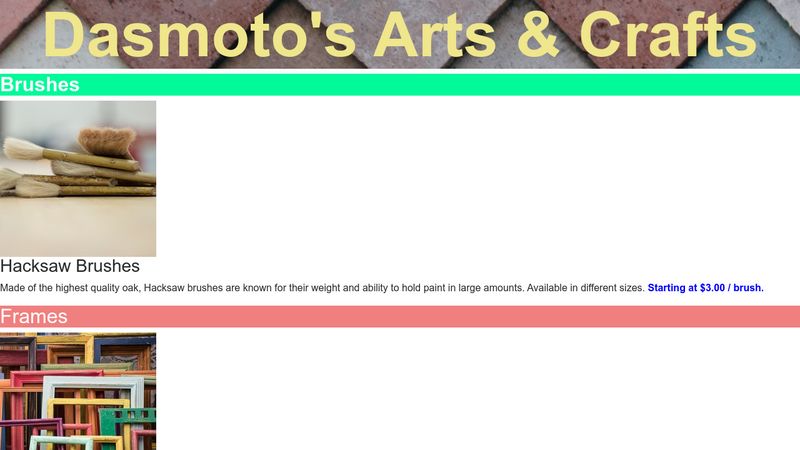 Dasmoto's Arts & Crafts
Brushes
Hacksaw Brushes
Made of the highest quality oak, Hacksaw brushes are known for their weight and ability to hold paint in large amounts. Available in different sizes. Starting at $3.00 / brush.
Frames